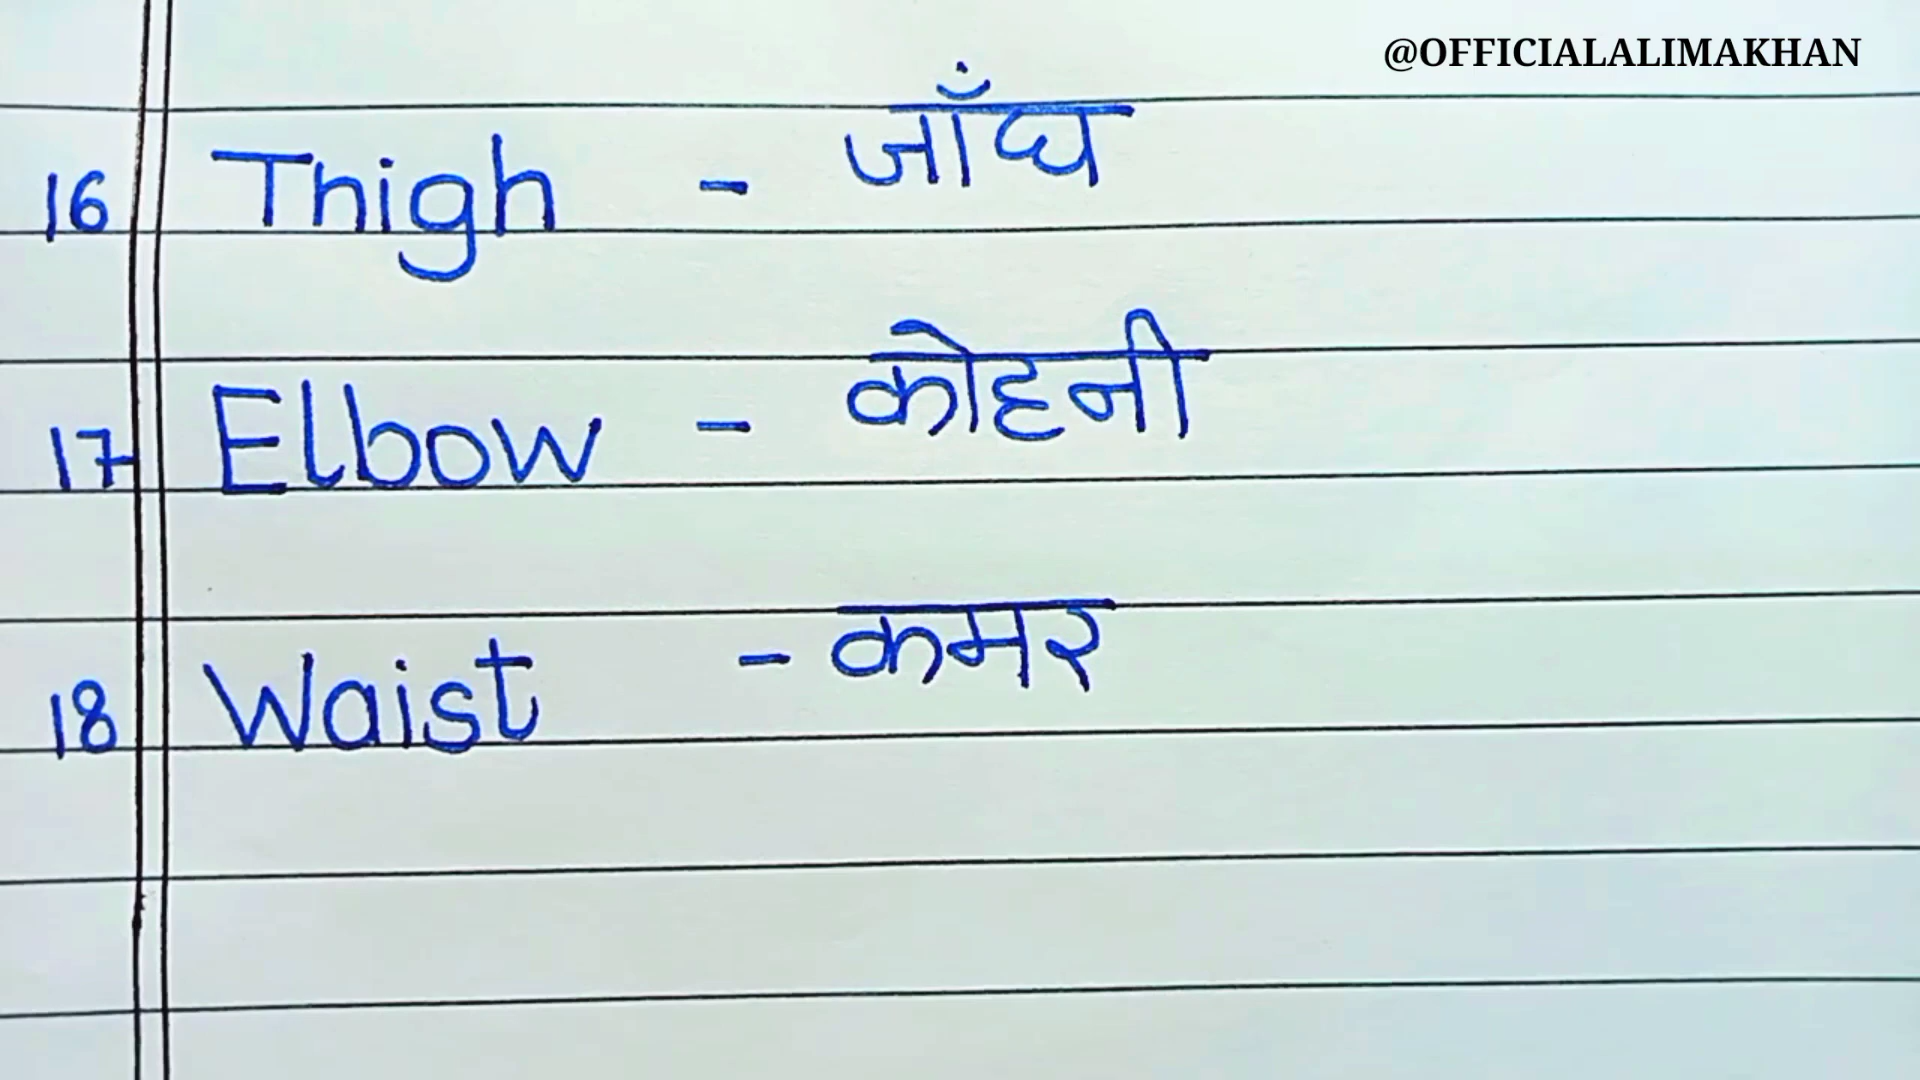 @OFFICIALALIMAKHAN
16 Thigh - जाँघ
17 Elbow - कोहनी
18 Waist - कमर